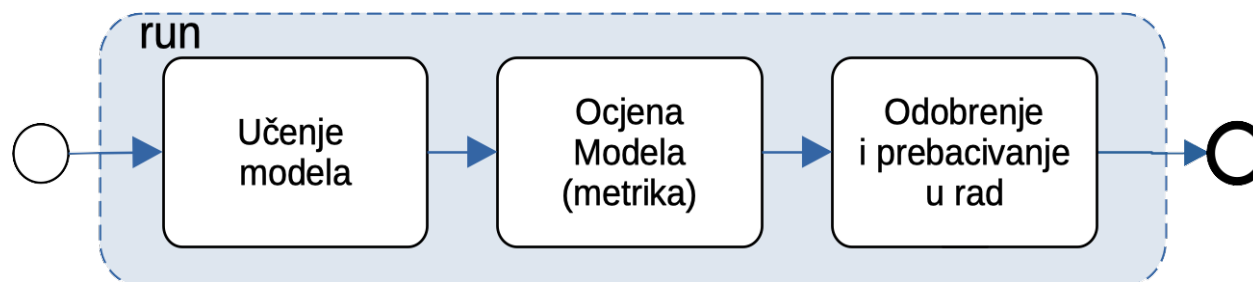 run
Učenje
modela
Ocjena
Modela
(metrika)
Odobrenje
i prebacivanje
u rad